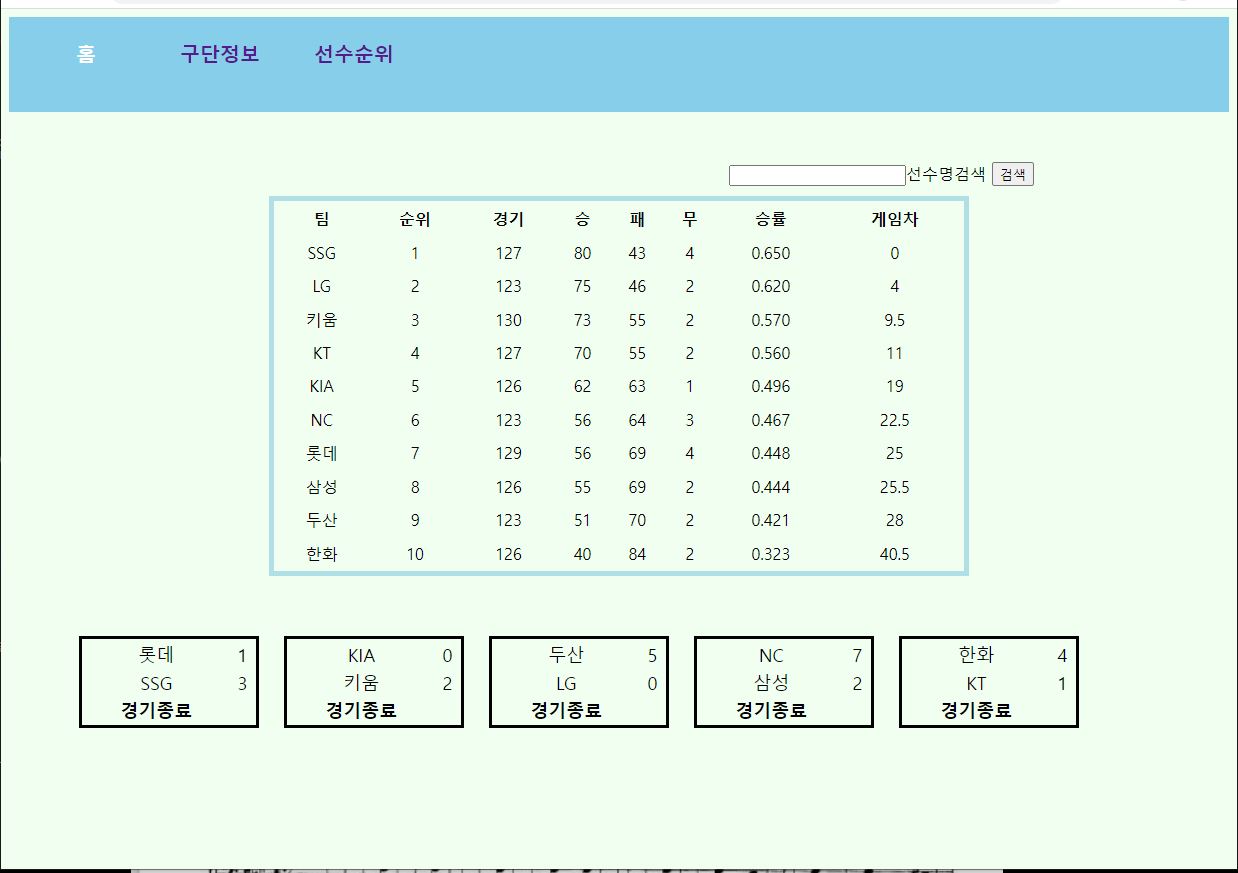 홈 구단정보 선수순위
선수명검색 검색
팀 순위 경기 승 패 무 승률 게임차
SSG 1 127 80 43 4 0.650 0
LG 2 123 75 46 2 0.620 4
키움 3 130 73 55 2 0.570 9.5
KT 4 127 70 55 2 0.560 11
KIA 5 126 62 63 1 0.496 19
NC 6 123 56 64 3 0.467 22.5
롯데 7 129 56 69 4 0.448 25
삼성 8 126 55 69 2 0.444 25.5
두산 9 123 51 70 2 0.421 28
한화 10 126 40 84 2 0.323 40.5
롯데 1 KIA 0 두산 5 NC 7 한화 4
SSG 3 키움 2 LG 0 삼성 2 KT 1
경기종료 경기종료 경기종료 경기종료 경기종료